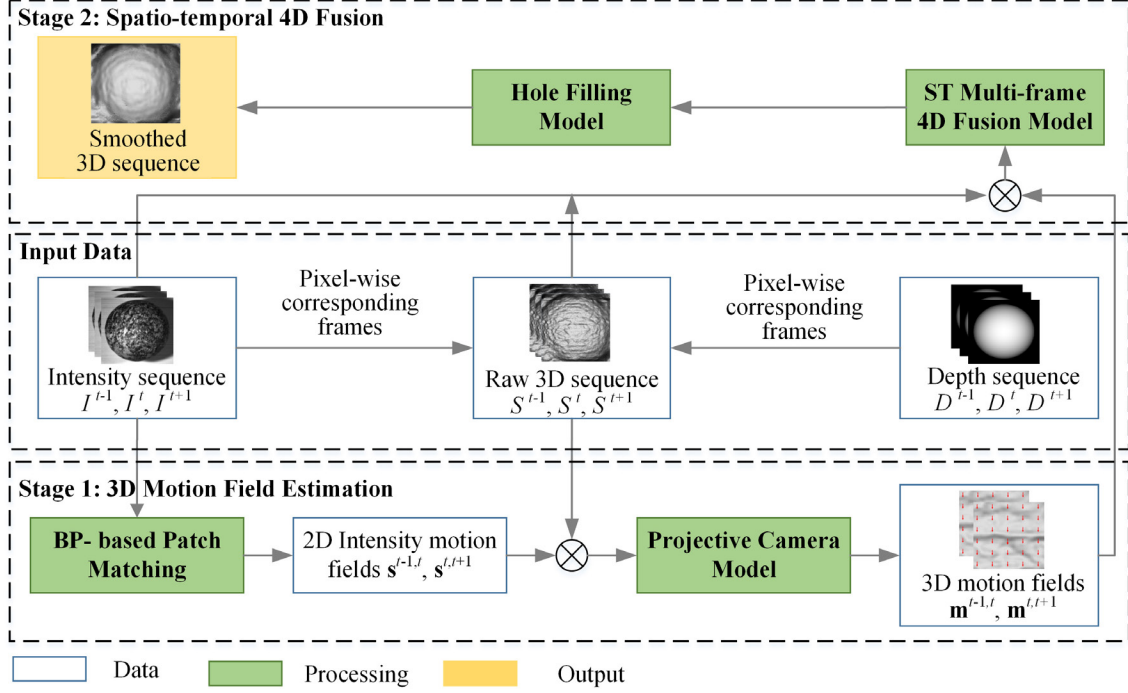 Stage 2: Spatio-temporal 4D Fusion
Smoothed
3D sequence
Hole Filling
Model
ST Multi-frame
4D Fusion Model
Input Data
Pixel-wise
corresponding
frames
Pixel-wise
corresponding
frames
Intensity sequence
I^{t-1}, I^{t}, I^{t+1}
Raw 3D sequence
S^{t-1}, S^{t}, S^{t+1}
Depth sequence
D^{t-1}, D^{t}, D^{t+1}
Stage 1: 3D Motion Field Estimation
BP- based Patch
Matching
2D Intensity motion
fields s^{t-1,t}, s^{t,t+1}
Projective Camera
Model
3D motion fields
m^{t-1,t}, m^{t,t+1}
Data
Processing
Output